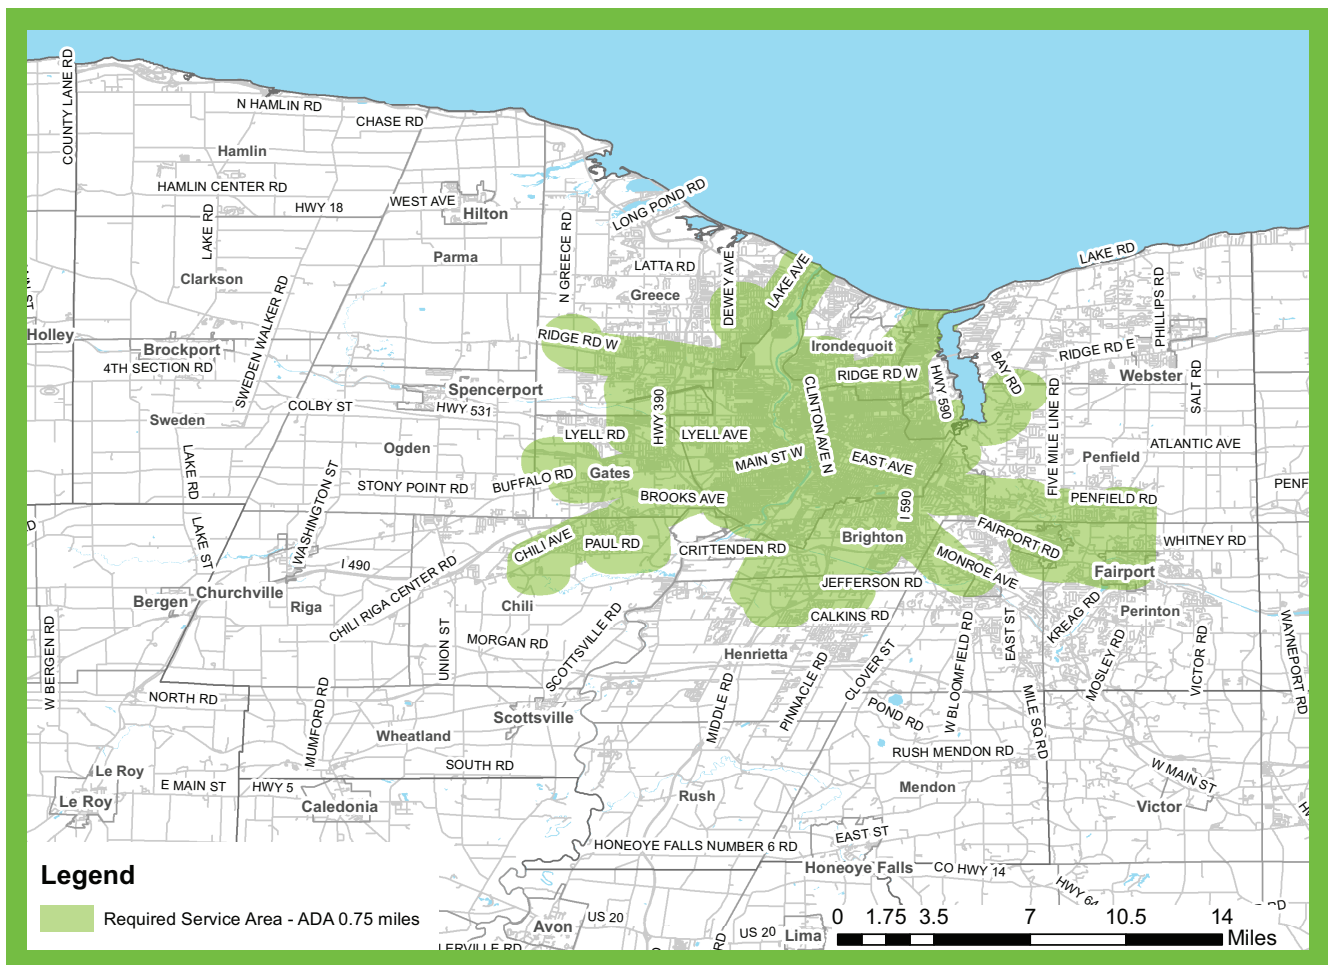 COUNTY LANE RD
N HAMLIN RD
CHASE RD
Hamlin
HAMLIN CENTER RD
HWY 18
WEST AVE
Hilton
LAKE RD
Parma
Clarkson
N GREECE RD
LONG POND RD
LATTA RD
Greece
DEWEY AVE
LAKE AVE
LAKE RD
PHILLIPS RD
Holley
Brockport
4TH SECTION RD
SWEDEN WALKER RD
RIDGE RD W
Irondequoit
RIDGE RD W
HWY 590
BAY RD
RIDGE RD E
Webster
SALT RD
Spencerport
HWY 531
COLBY ST
Sweden
HWY 390
CLINTON AVE N
FIVE MILE LINE RD
LYELL RD
LYELL AVE
ATLANTIC AVE
Ogden
LAKE RD
MAIN ST W
EAST AVE
Penfield
BUFFALO RD
Gates
STONY POINT RD
WASHINGTON ST
BROOKS AVE
I 590
PENFIELD RD
PENF
LAKE ST
CHILI AVE
PAUL RD
CRITTENDEN RD
Brighton
FAIRPORT RD
WHITNEY RD
I 490
MONROE AVE
Fairport
JEFFERSON RD
Bergen
Churchville
Riga
CHILI RIGA CENTER RD
Chili
CALKINS RD
Perinton
KREAG RD
EAST ST
W BERGEN RD
UNION ST
MORGAN RD
SCOTTSVILLE RD
Henrietta
CLOVER ST
W BLOOMFIELD RD
MOSLEY RD
VICTOR RD
WAYNEPORT RD
NORTH RD
MUMFORD RD
MIDDLE RD
PINNACLE RD
POND RD
MILE SQ RD
Scottsville
Wheatland
RUSH MENDON RD
SOUTH RD
Le Roy
E MAIN ST
HWY 5
Le Roy
Caledonia
Rush
Mendon
W MAIN ST
Victor
EAST ST
HONEOYE FALLS NUMBER 6 RD
Honeoye Falls
CO HWY 14
HWY 64
Legend
Required Service Area - ADA 0.75 miles
US 20
Avon
US 20
Lima
LERVILLE RD
RD
0 1.75 3.5 7 10.5 14
Miles